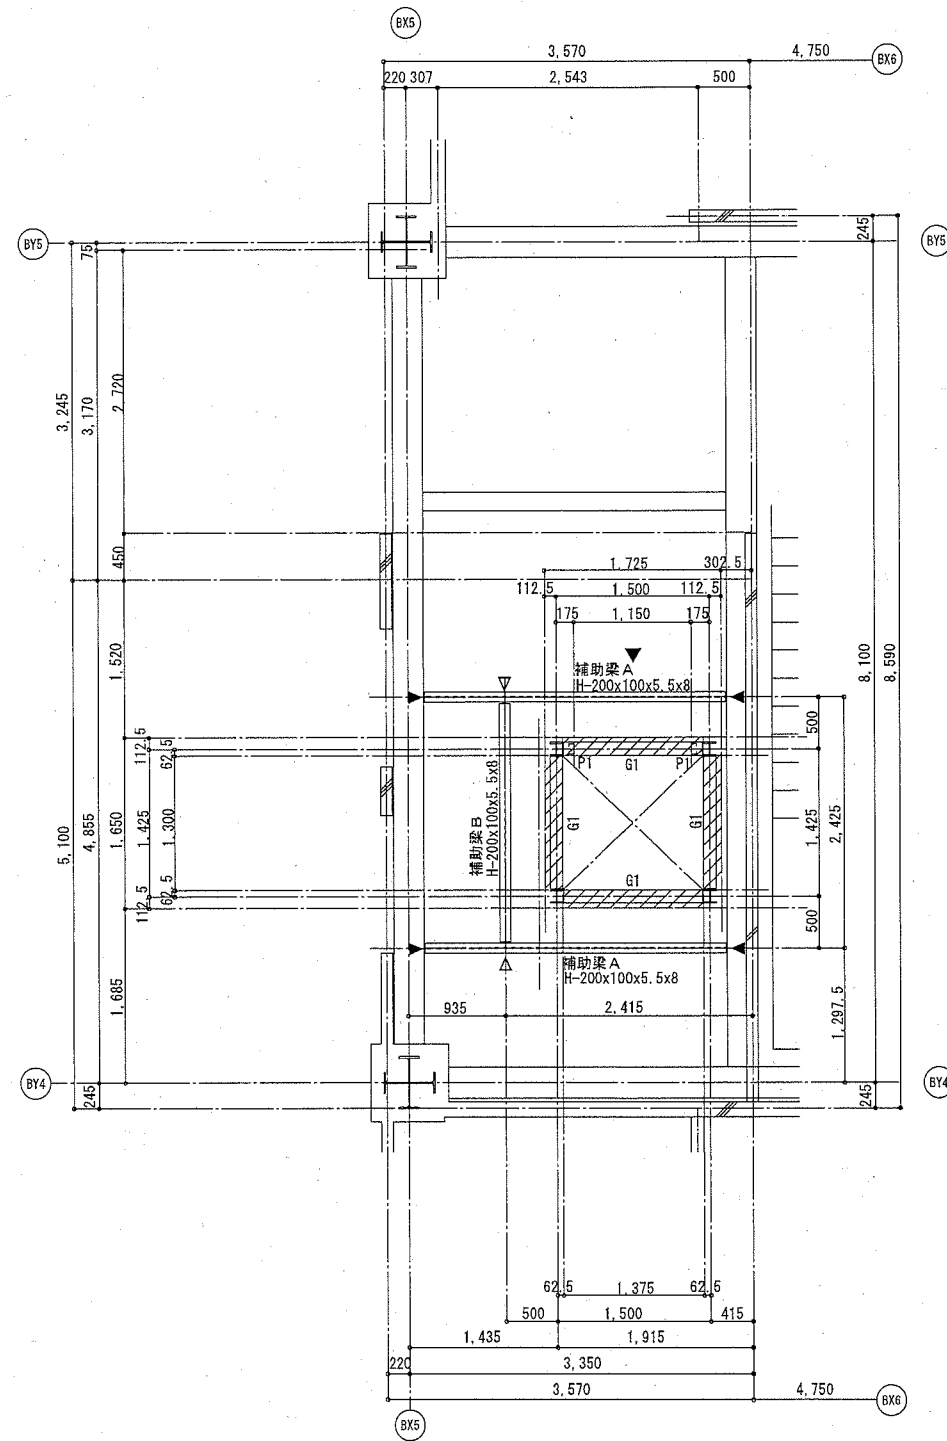 BX5
3,570
4,750
BX6
220
307
2,543
500
BY5
75
245
BY5
3,245
3,170
2,720
450
1,725
302.5
112.5
1,500
112.5
175
1,150
175
8,100
8,590
1,520
補助梁A
H-200x100x5.5x8
500
112.5
62.5
P1
G1
P1
補助梁B
H-200x100x5.5x8
G1
G1
5,100
4,855
1,650
1,425
1,300
1,425
2,425
G1
62.5
112.5
500
補助梁A
H-200x100x5.5x8
1,685
935
2,415
1,297.5
BY4
245
245
BY4
62.5
1,375
62.5
500
1,500
415
1,435
1,915
220
3,350
3,570
4,750
BX6
BX5